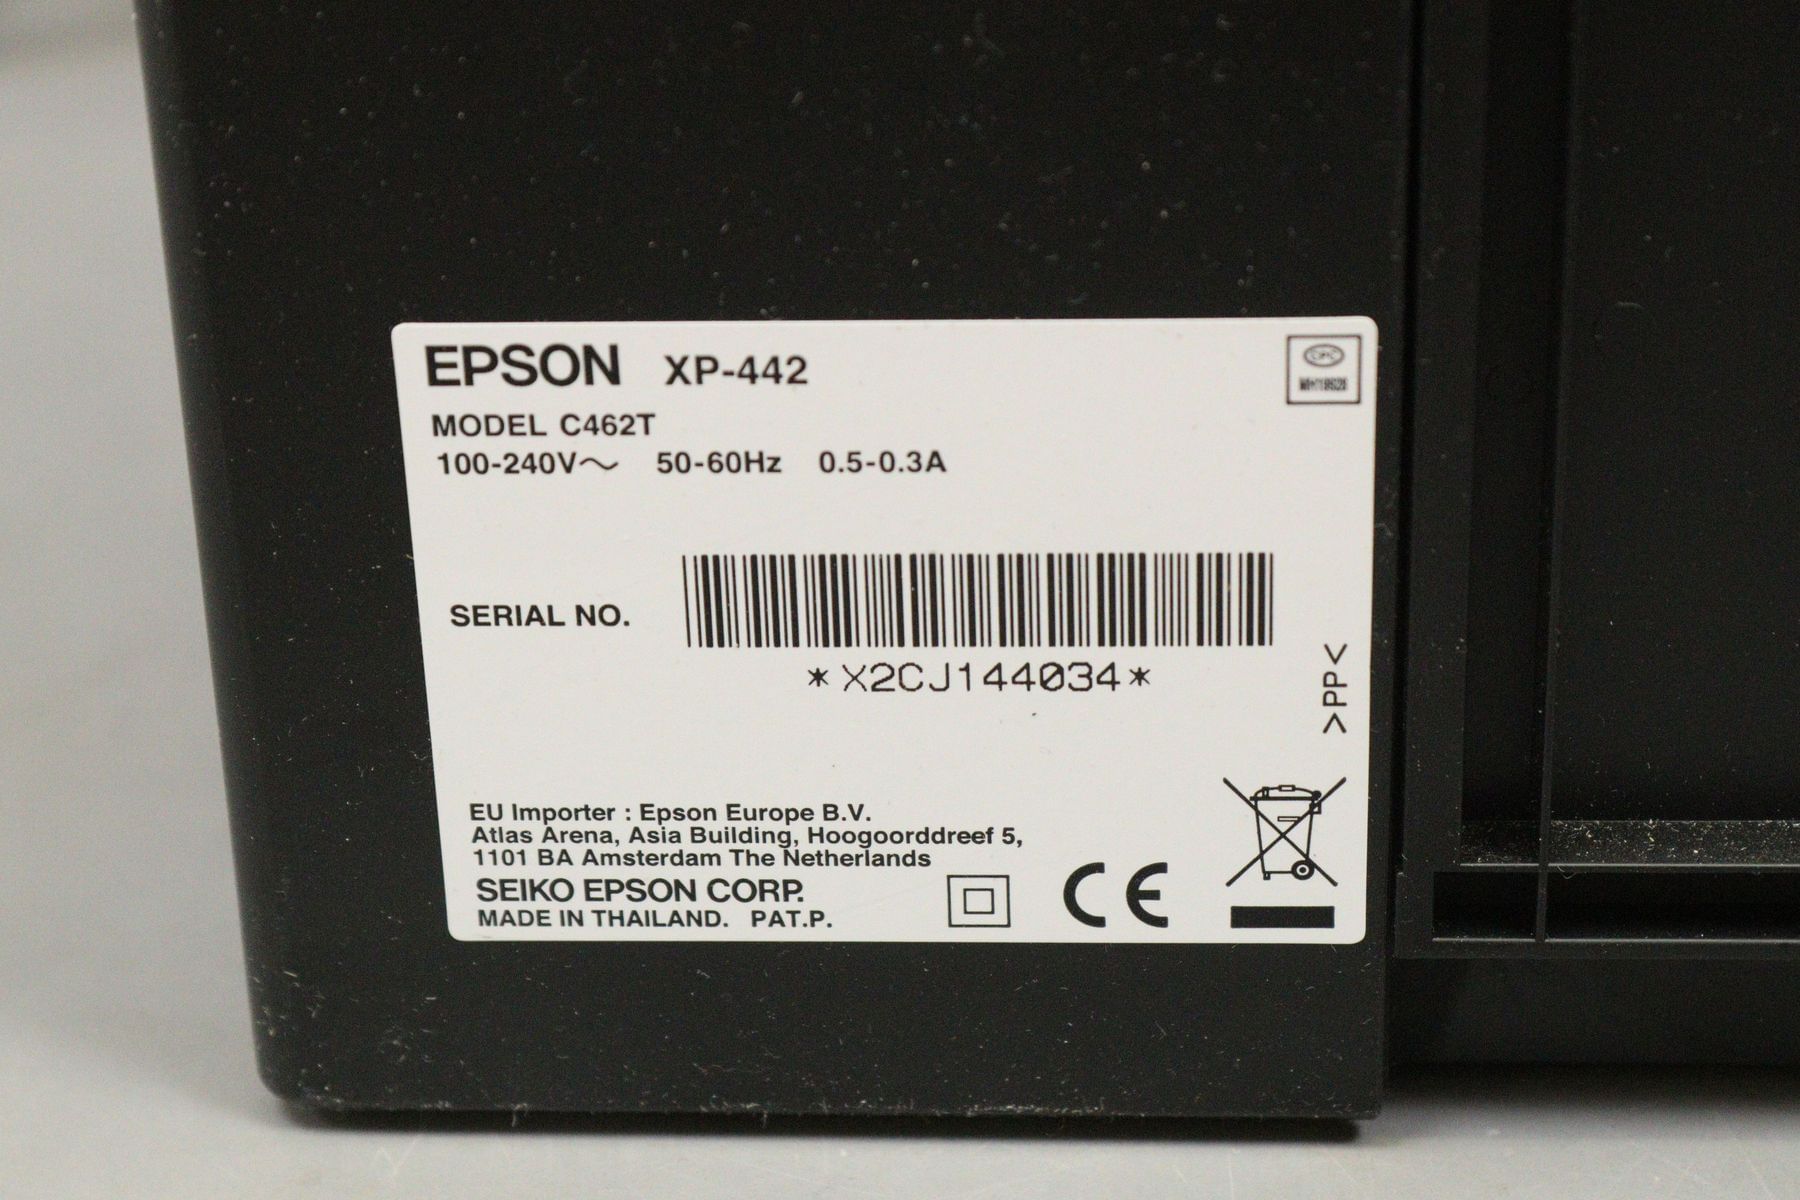 EPSON XP-442
MODEL C462T
100-240V～ 50-60Hz 0.5-0.3A
SERIAL NO.
*X2CJ144034*
>PP<
EU Importer : Epson Europe B.V.
Atlas Arena, Asia Building, Hoogoorddreef 5,
1101 BA Amsterdam The Netherlands
SEIKO EPSON CORP.
MADE IN THAILAND. PAT.P.
CE